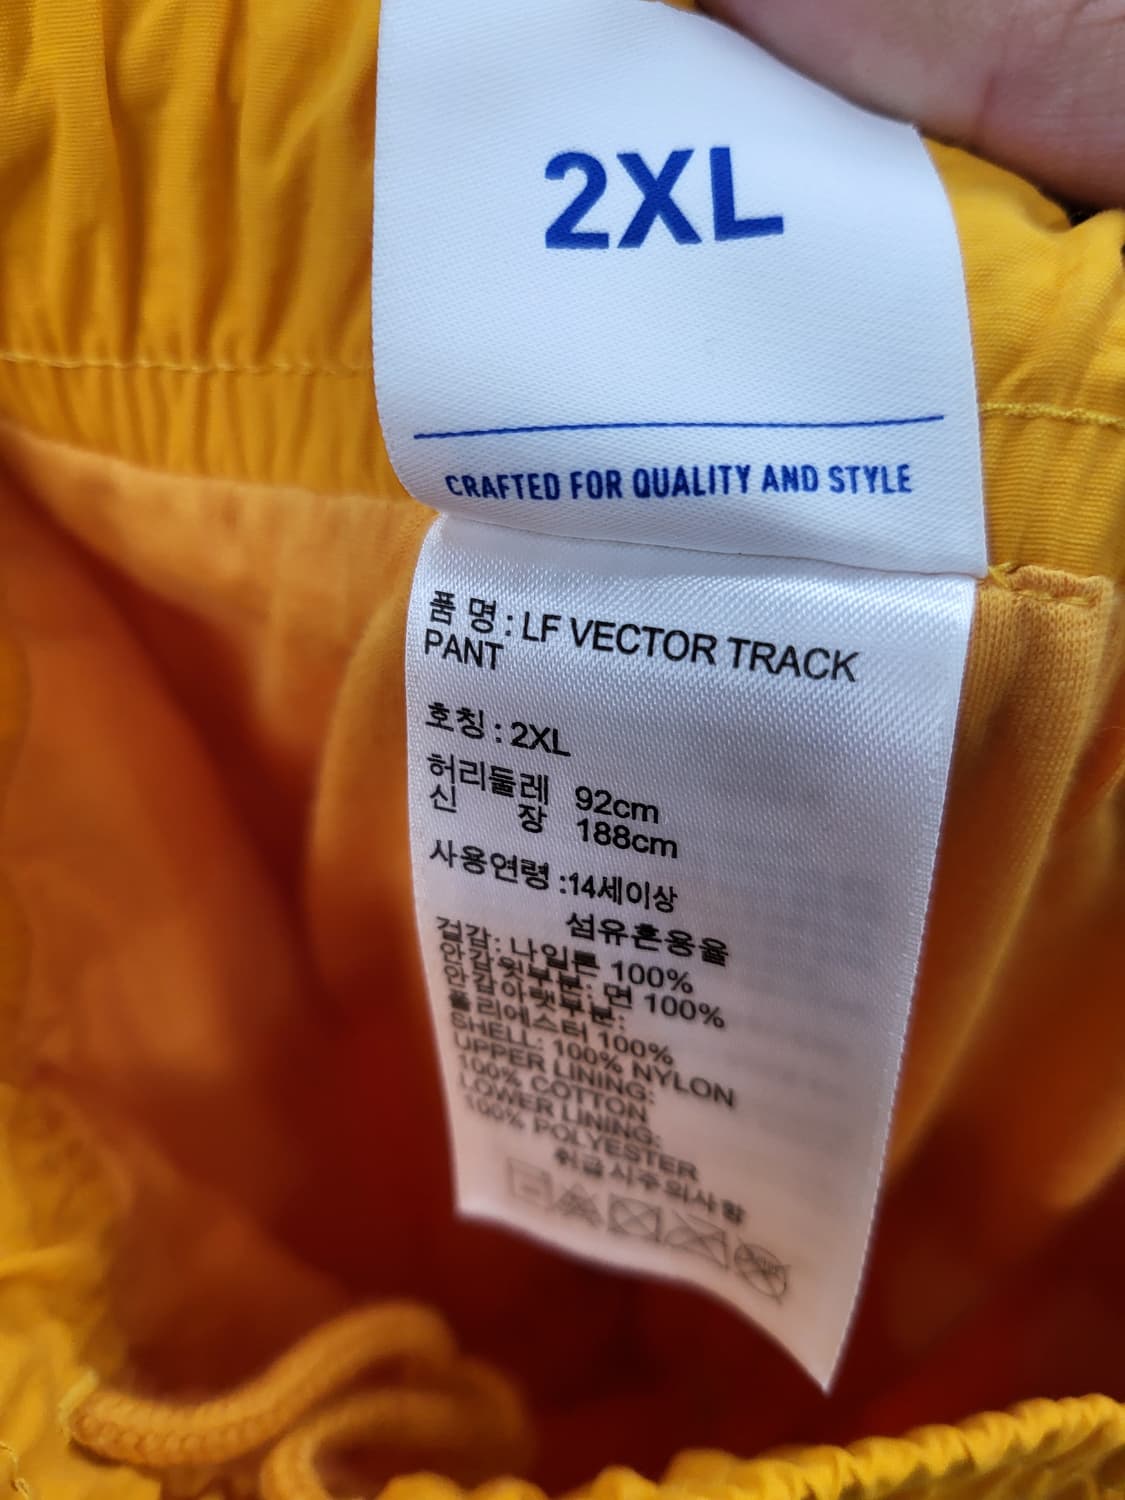 2XL
CRAFTED FOR QUALITY AND STYLE
품 명 : LF VECTOR TRACK
PANT
호칭 : 2XL
허리둘레 92cm
신 장 188cm
사용연령 :14세이상
섬유혼용율
겉감: 나일론 100%
안감윗부분: 면 100%
안감아랫부분:
폴리에스터 100%
SHELL: 100% NYLON
UPPER LINING:
100% COTTON
LOWER LINING:
100% POLYESTER
취급시주의사항